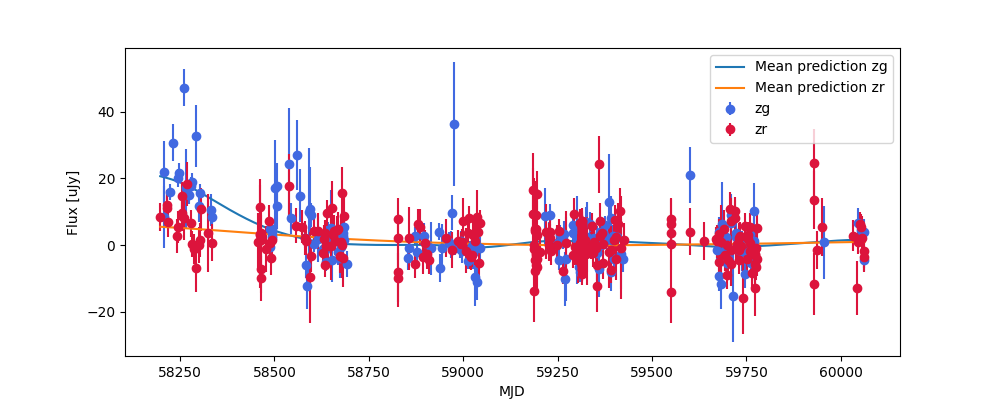 Mean prediction zg
Mean prediction zr
zg
zr
Flux [uJy]
40
20
0
−20
58250
58500
58750
59000
59250
59500
59750
60000
MJD